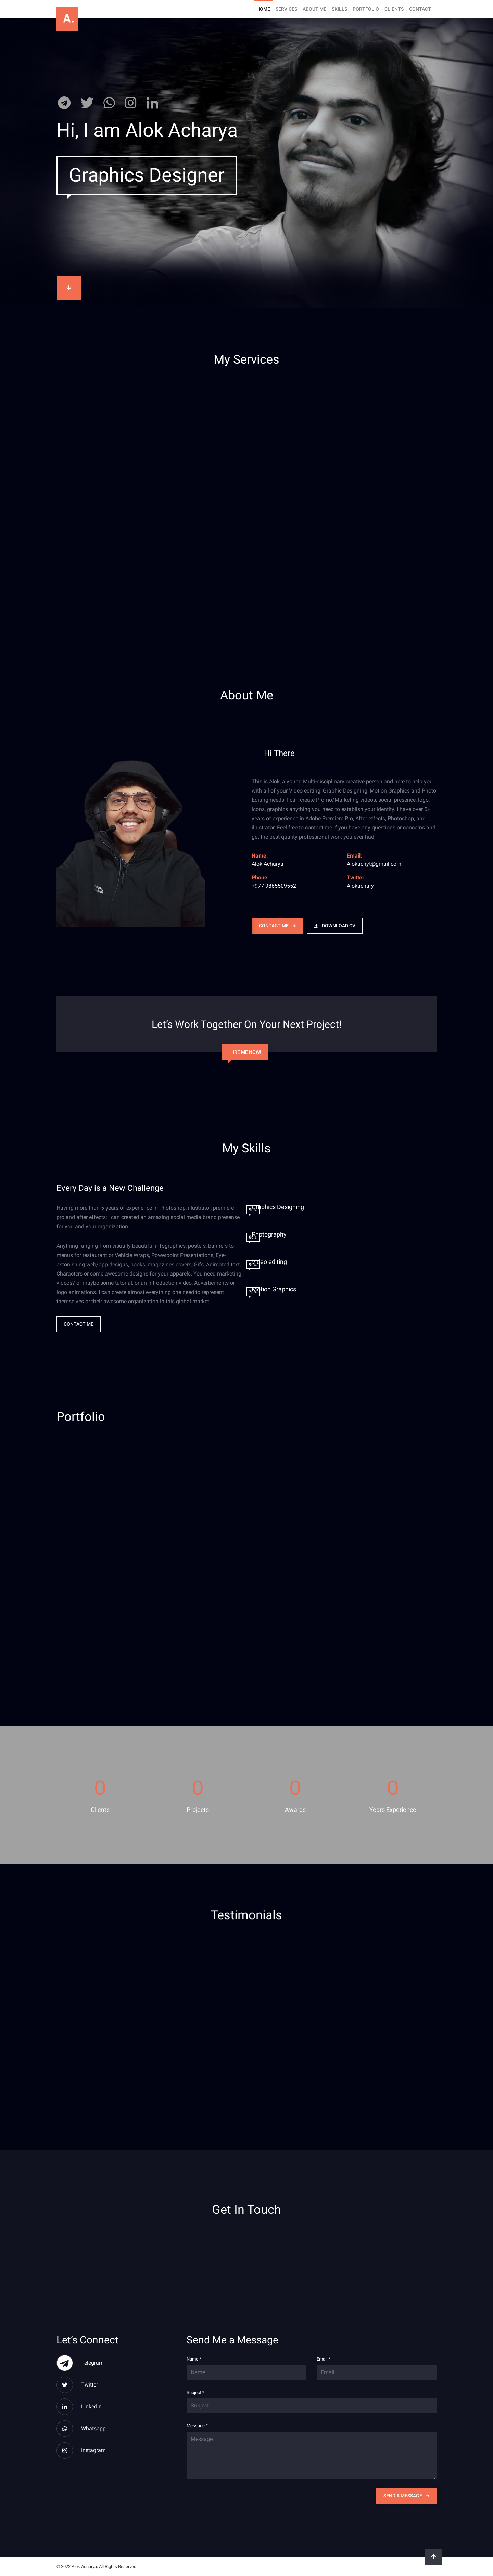 A.
HOME SERVICES ABOUT ME SKILLS PORTFOLIO CLIENTS CONTACT
Hi, I am Alok Acharya
Graphics Designer
My Services
About Me
Hi There
This is Alok, a young Multi-disciplinary creative person and here to help you
with all of your Video editing, Graphic Designing, Motion Graphics and Photo
Editing needs. I can create Promo/Marketing videos, social presence, logo,
icons, graphics anything you need to establish your identity. I have over 5+
years of experience in Adobe Premiere Pro, After effects, Photoshop; and
illustrator. Feel free to contact me if you have any questions or concerns and
get the best quality professional work you ever had.
Name:
Alok Acharya
Email:
Alokachyt@gmail.com
Phone:
+977-9865509552
Twitter:
Alokachary
CONTACT ME
DOWNLOAD CV
Let's Work Together On Your Next Project!
HIRE ME NOW!
My Skills
Every Day is a New Challenge
Having more than 5 years of experience in Photoshop, illustrator, premiere
pro and after effects; i can created an amazing social media brand presense
for you and your organization.
Anything ranging from visually beautiful infographics, posters, banners to
menus for restaurant or Vehicle Wraps, Powerpoint Presentations, Eye-
astonishing web/app designs, books, magazines covers, Gifs, Animated text,
Characters or some awesome designs for your apparels. You need marketing
videos? or maybe some tutorial, or an introduction video, Advertisements or
logo animations. I can create almost everything one need to represent
themselves or their awesome organization in this global market.
CONTACT ME
Graphics Designing
Photography
Video editing
Motion Graphics
Portfolio
0 0 0 0
Clients Projects Awards Years Experience
Testimonials
Get In Touch
Let's Connect
Telegram
Twitter
LinkedIn
Whatsapp
Instagram
Send Me a Message
Name * Email *
Name Email
Subject *
Subject
Message *
Message
SEND A MESSAGE
© 2022 Alok Acharya, All Rights Reserved